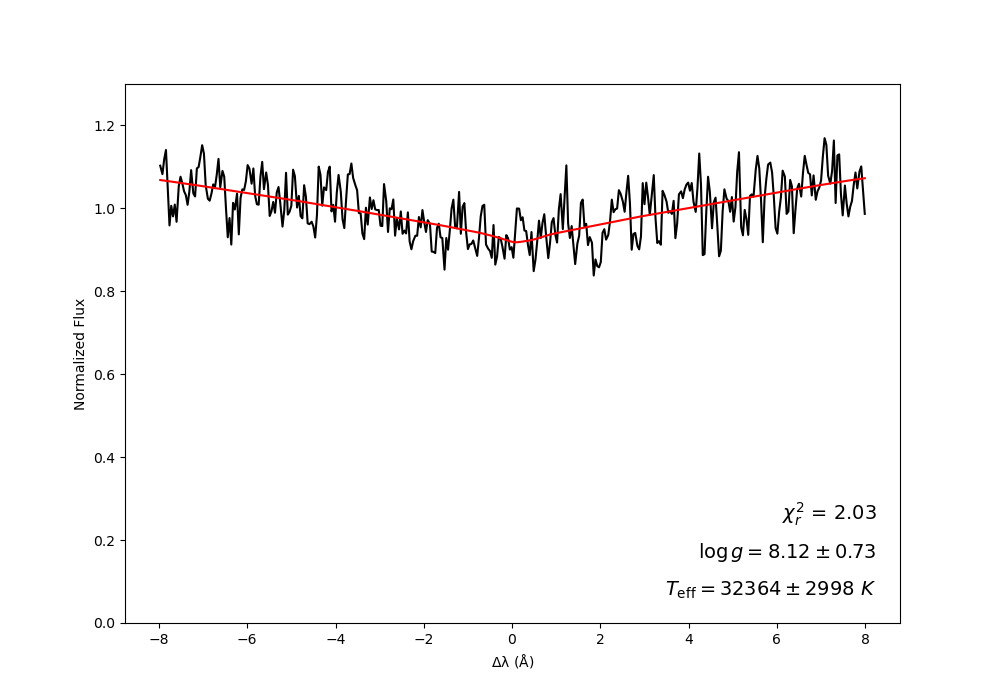 1.2
1.0
0.8
0.6
0.4
0.2
0.0
Normalized Flux
χ²ᵣ = 2.03
log g = 8.12 ± 0.73
T_eff = 32364 ± 2998 K
−8 −6 −4 −2 0 2 4 6 8
Δλ (Å)